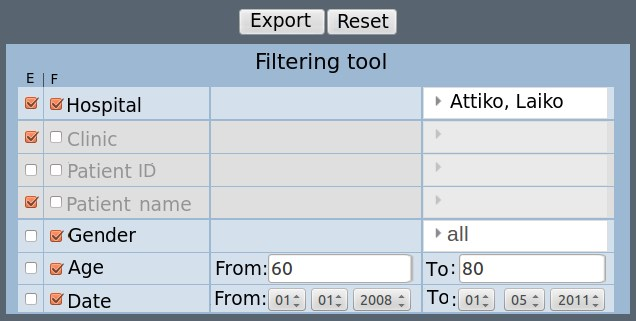 Export Reset
Filtering tool
E | F
Hospital Attiko, Laiko
Clinic
Patient ID
Patient name
Gender all
Age From: 60 To: 80
Date From: 01 01 2008 To: 01 05 2011